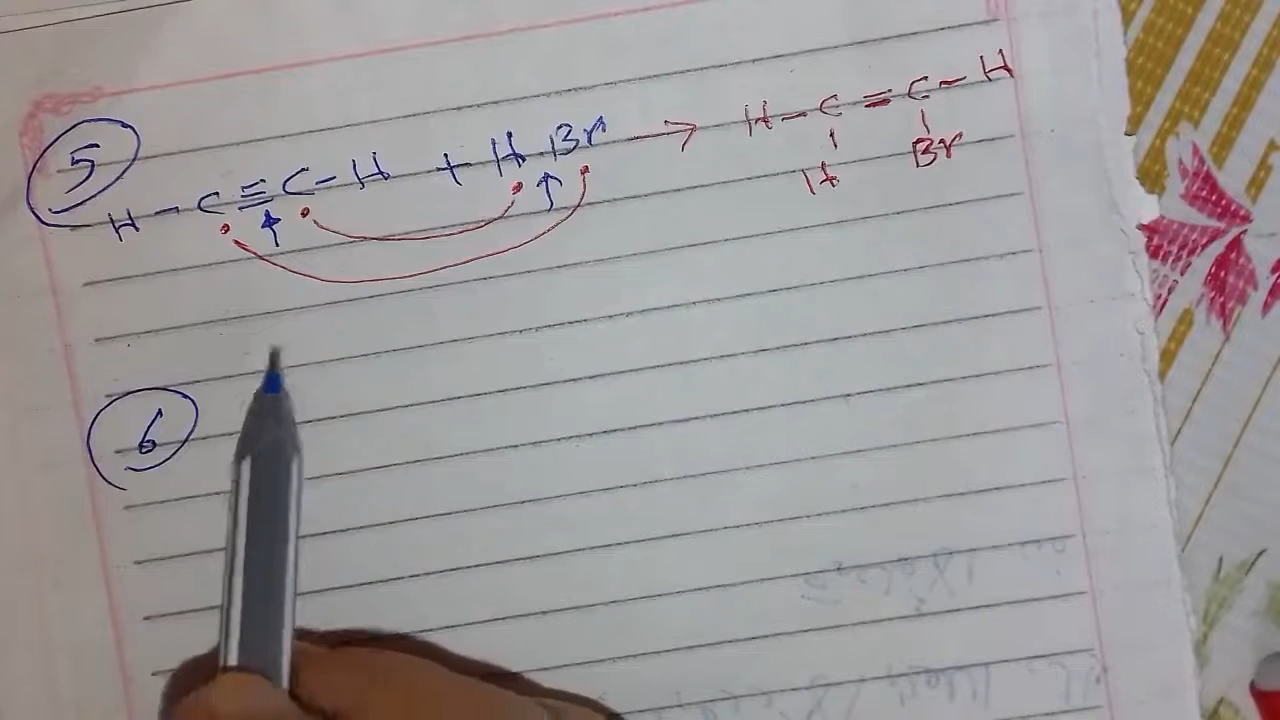 5
H - C ≡ C - H + H Br → H - C = C - H
H Br
6